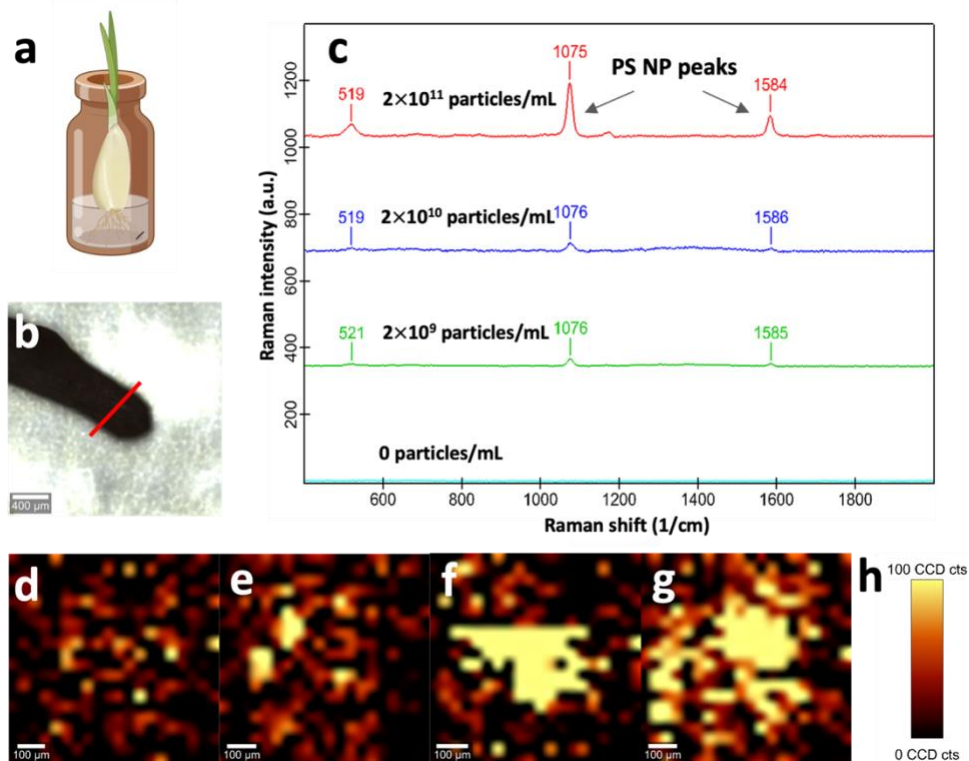 a
b
400 µm
c
Raman intensity (a.u.)
1200
1000
800
600
400
200
519
2×10¹¹ particles/mL
1075
PS NP peaks
1584
519
2×10¹⁰ particles/mL
1076
1586
521
2×10⁹ particles/mL
1076
1585
0 particles/mL
600 800 1000 1200 1400 1600 1800
Raman shift (1/cm)
d
100 µm
e
100 µm
f
100 µm
g
100 µm
h
100 CCD cts
0 CCD cts